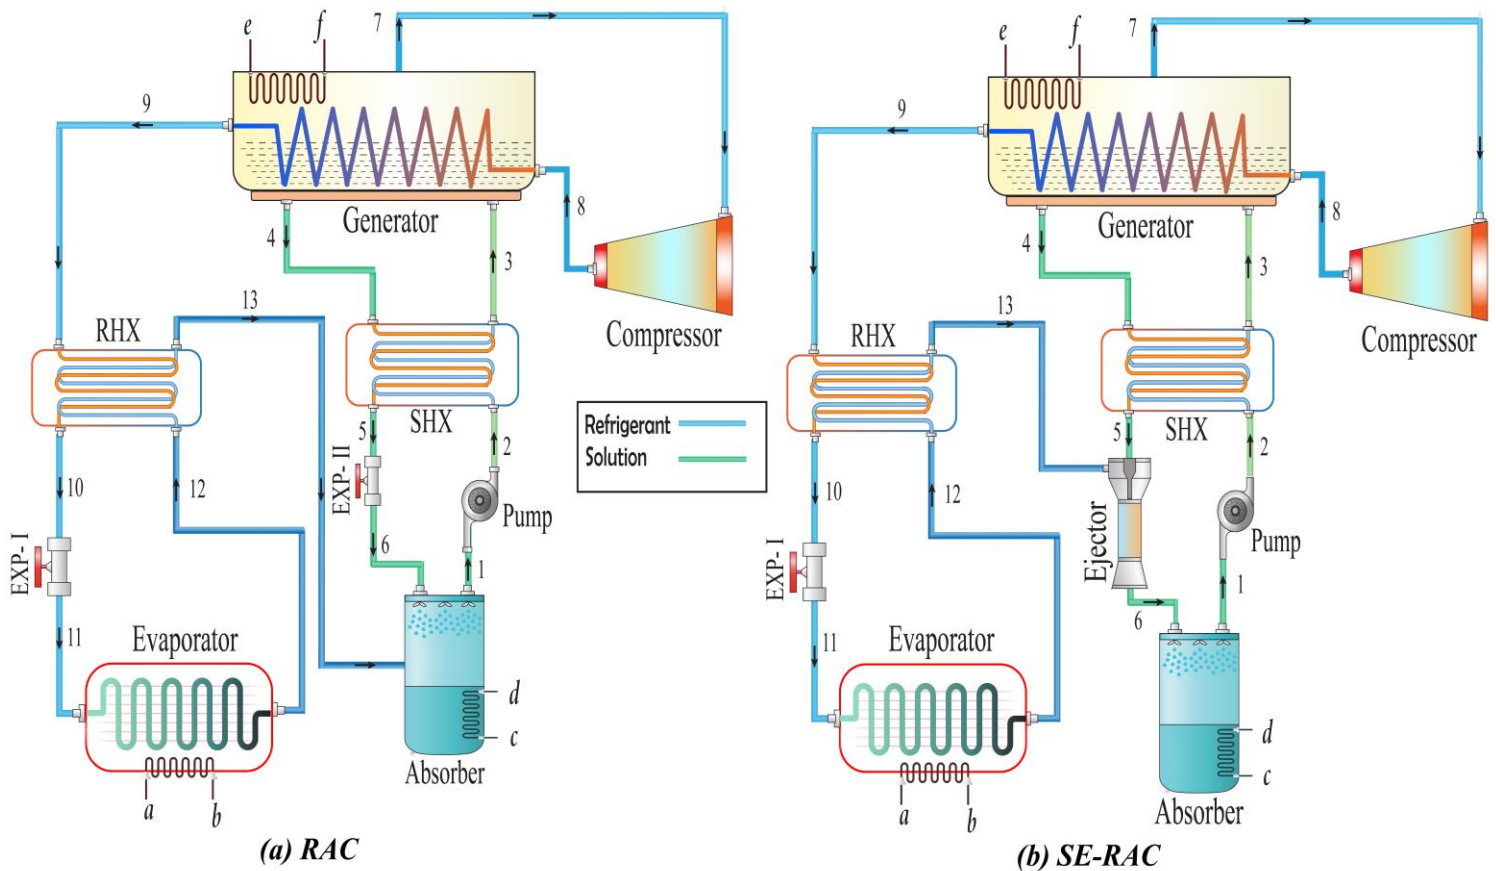 e
f
7
9
8
Generator
4
3
13
Compressor
RHX
SHX
5
2
EXP- II
10
12
Pump
EXP- I
6
1
11
Evaporator
d
c
Absorber
a
b
(a) RAC
Refrigerant
Solution
e
f
7
9
8
Generator
4
3
13
Compressor
RHX
SHX
5
2
10
12
Ejector
Pump
EXP- I
6
1
11
Evaporator
d
c
Absorber
a
b
(b) SE-RAC